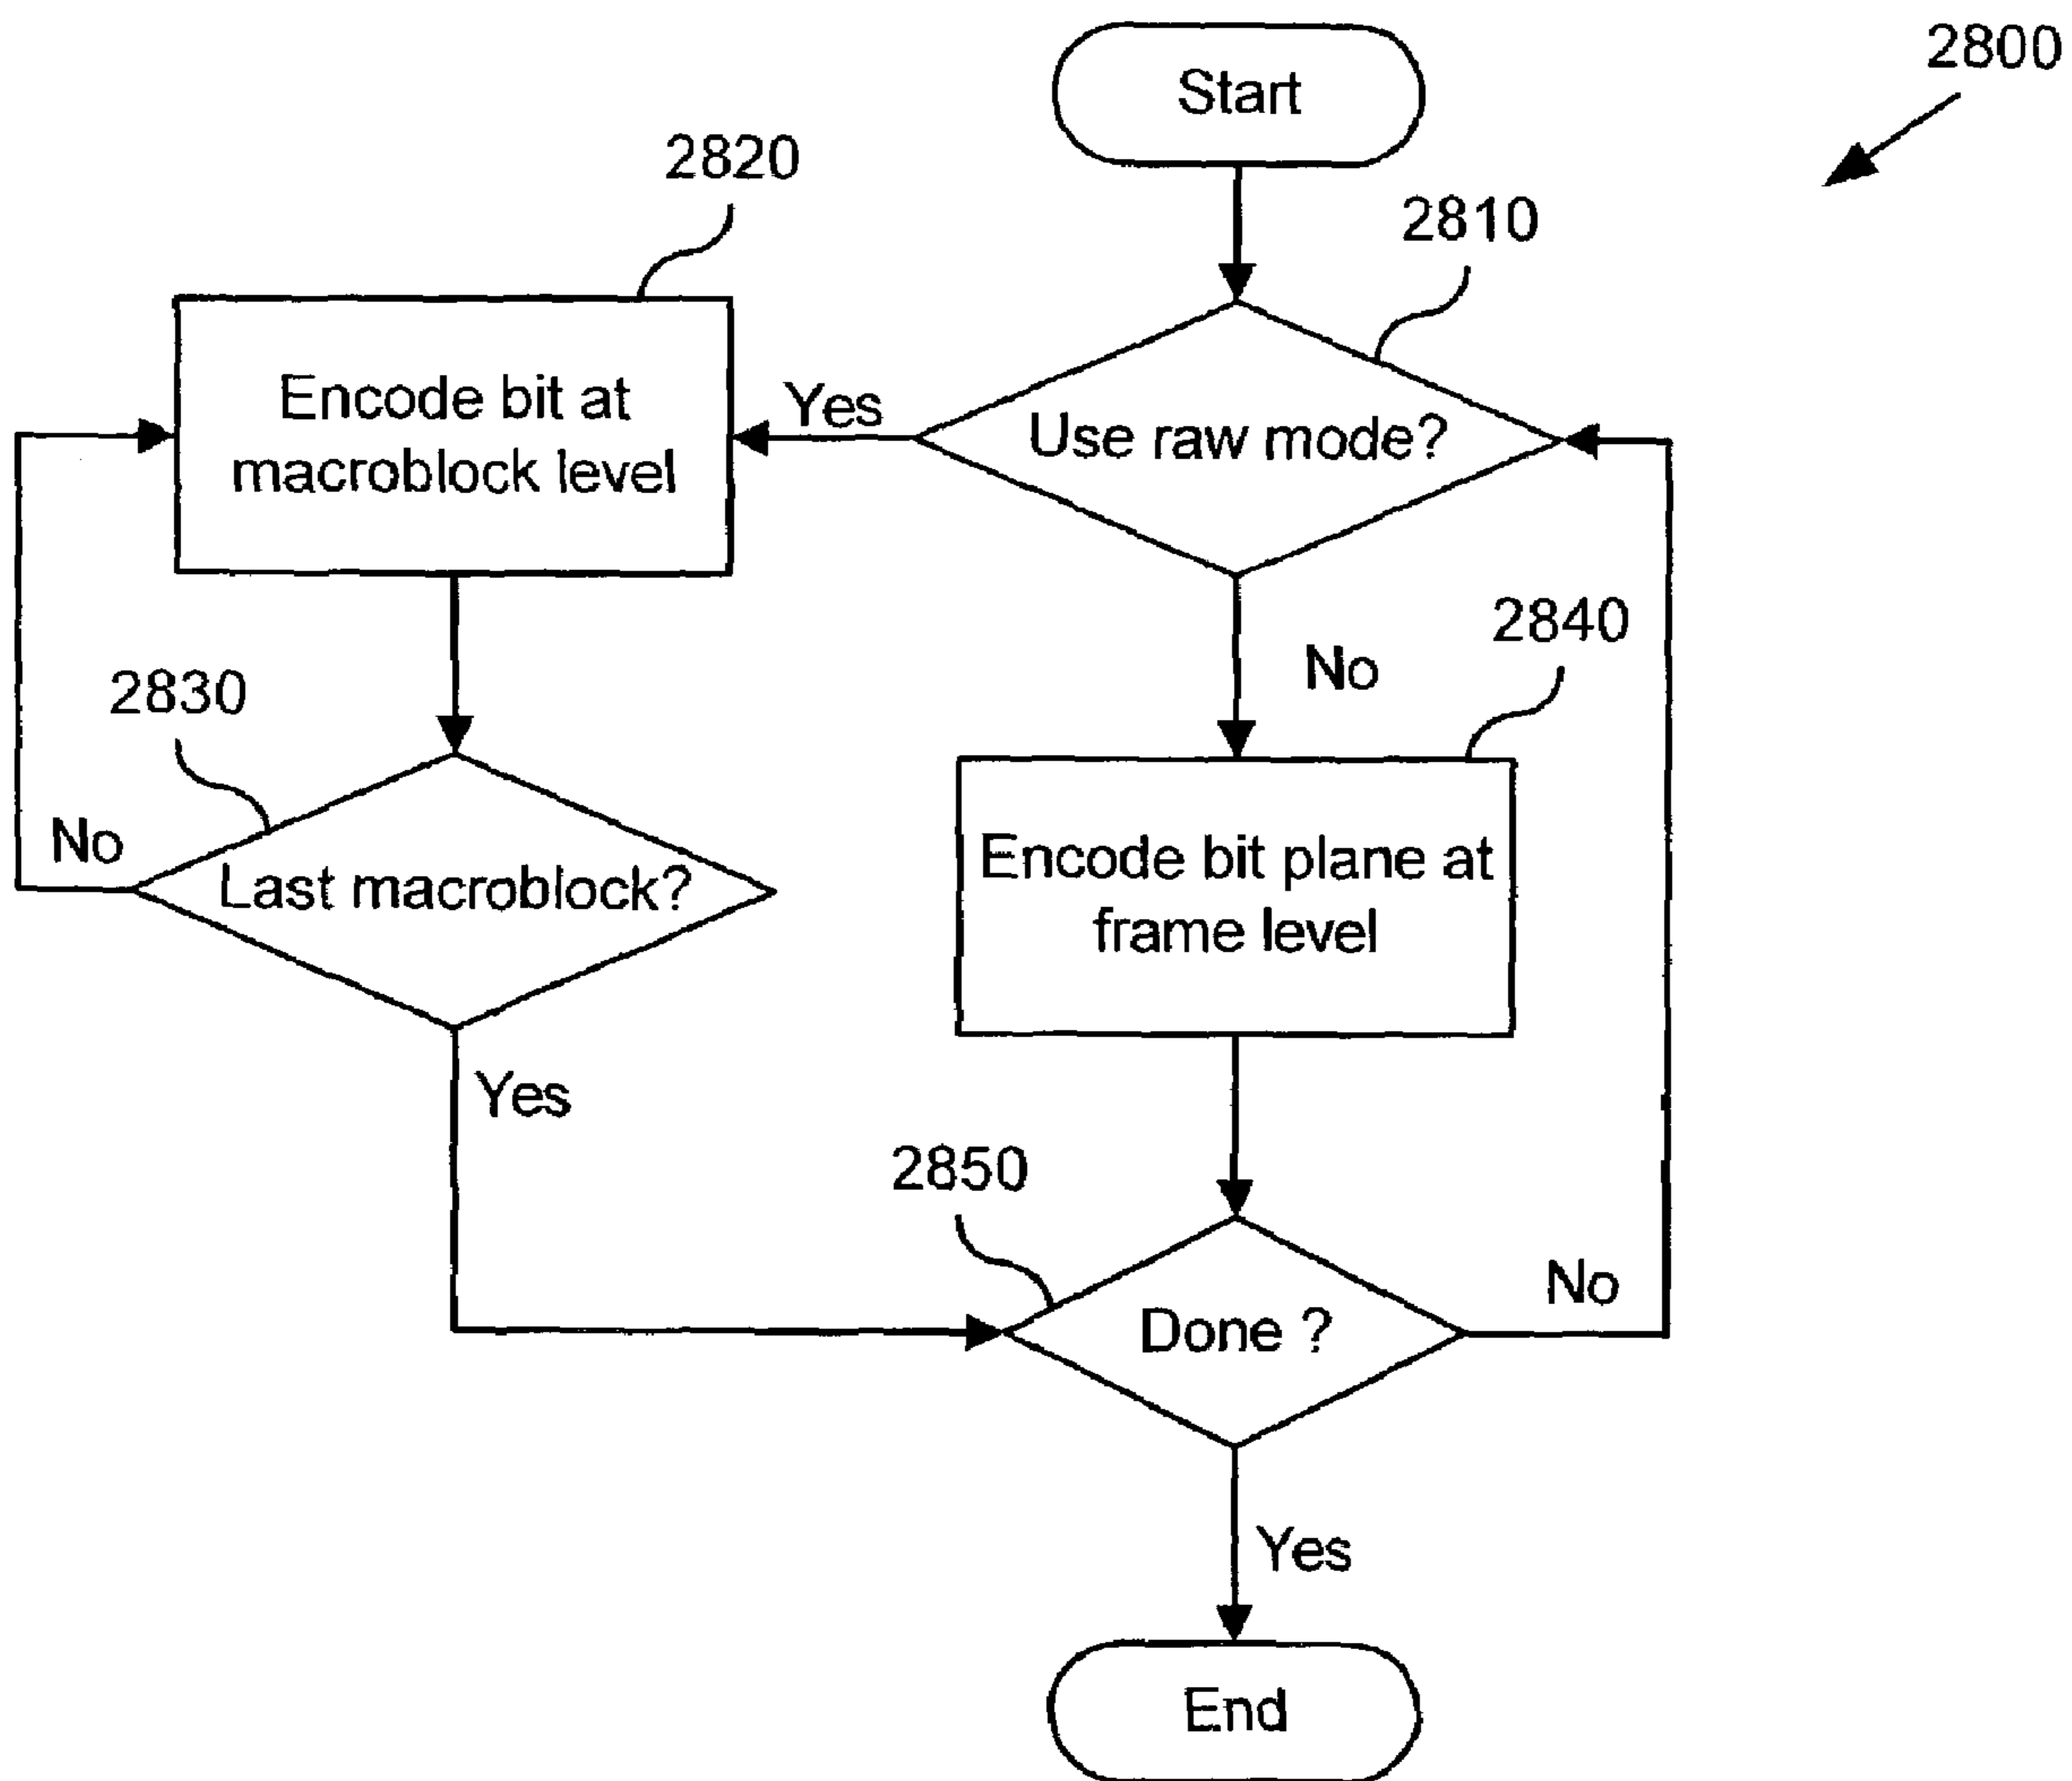 2800
Start
2820
2810
Encode bit at
macroblock level
Yes
Use raw mode?
2840
No
2830
No
Last macroblock?
Encode bit plane at
frame level
Yes
2850
No
Done ?
Yes
End